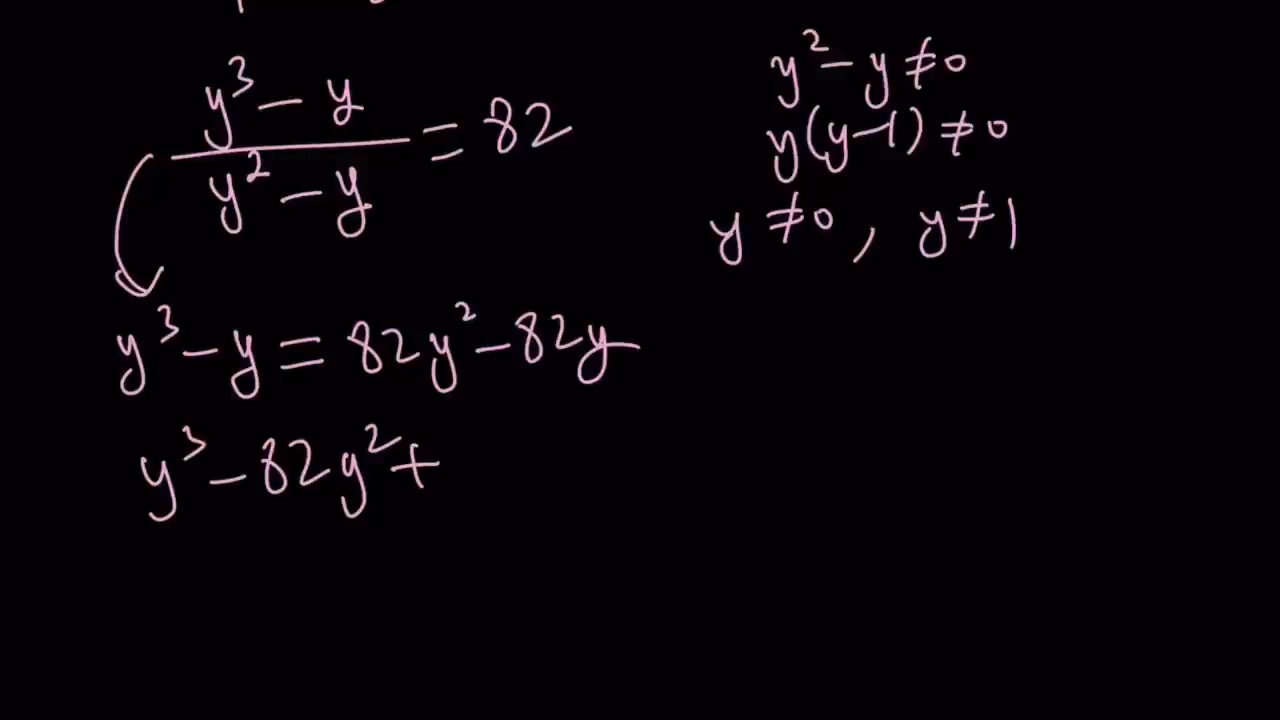 y³ - y
y² - y
= 82
y² - y ≠ 0
y(y-1) ≠ 0
y ≠ 0 , y ≠ 1
y³ - y = 82y² - 82y
y³ - 82y² +